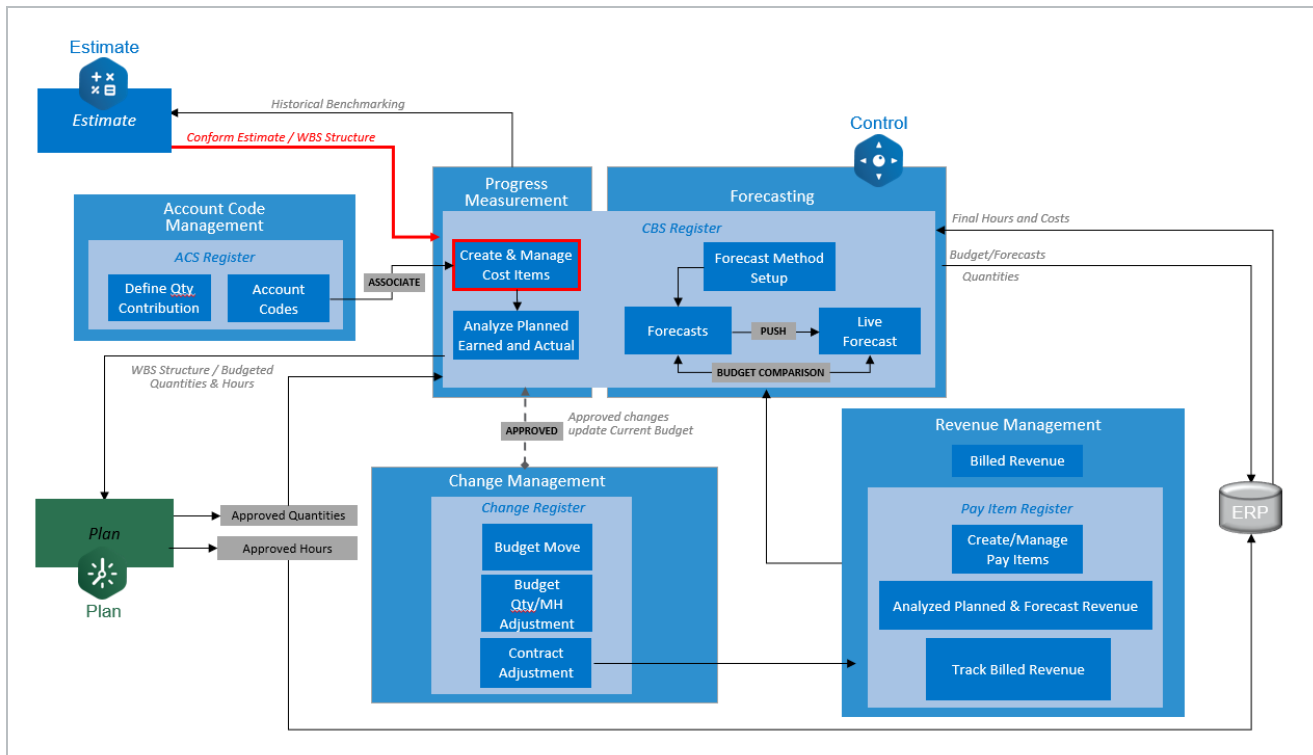 Estimate
Estimate
Historical Benchmarking
Conform Estimate / WBS Structure
Control
Progress
Measurement
Forecasting
Account Code
Management
ACS Register
Define Qty
Contribution
Account
Codes
ASSOCIATE
CBS Register
Create & Manage
Cost Items
Analyze Planned
Earned and Actual
Forecast Method
Setup
Forecasts
PUSH
Live
Forecast
BUDGET COMPARISON
Final Hours and Costs
Budget/Forecasts
Quantities
WBS Structure / Budgeted
Quantities & Hours
APPROVED
Approved changes
update Current Budget
Revenue Management
Billed Revenue
Pay Item Register
Create/Manage
Pay Items
Analyzed Planned & Forecast Revenue
Track Billed Revenue
ERP
Change Management
Change Register
Budget Move
Budget
Qty/MH
Adjustment
Contract
Adjustment
Plan
Plan
Approved Quantities
Approved Hours